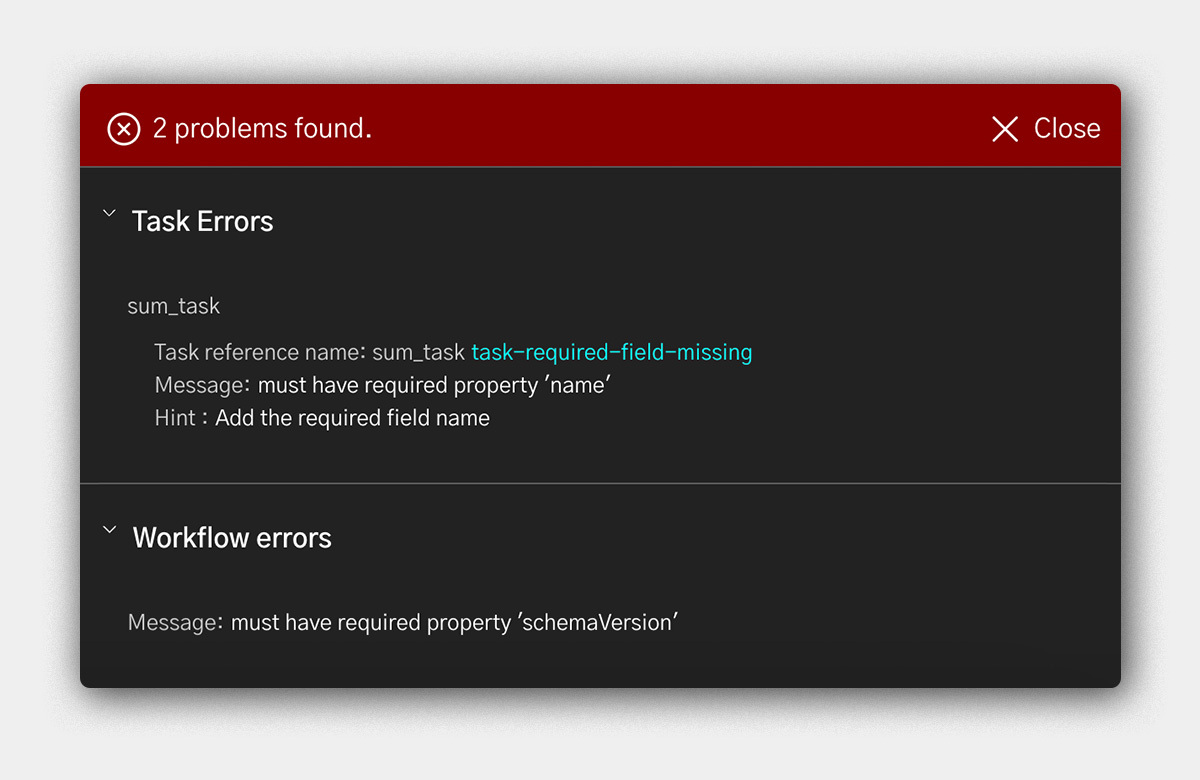 2 problems found.
Close
Task Errors
sum_task
Task reference name: sum_task task-required-field-missing
Message: must have required property 'name'
Hint : Add the required field name
Workflow errors
Message: must have required property 'schemaVersion'